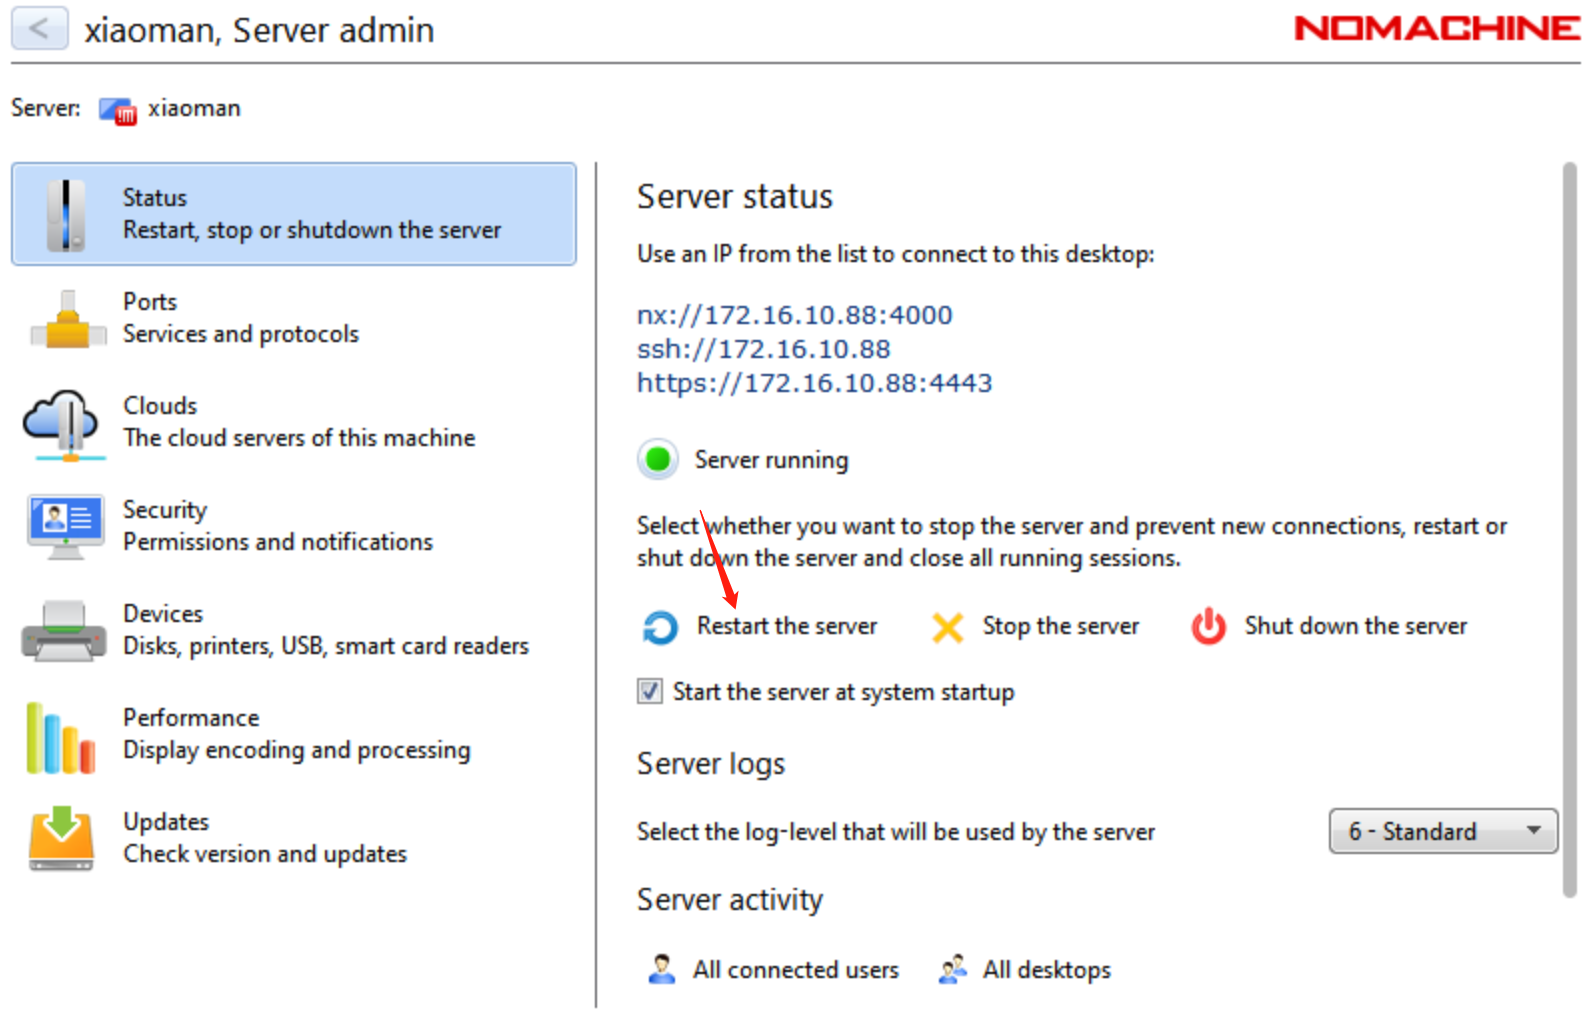 <
xiaoman, Server admin
NOMACHINE
Server:
!m
xiaoman
Status
Restart, stop or shutdown the server
Ports
Services and protocols
Clouds
The cloud servers of this machine
Security
Permissions and notifications
Devices
Disks, printers, USB, smart card readers
Performance
Display encoding and processing
Updates
Check version and updates
Server status
Use an IP from the list to connect to this desktop:
nx://172.16.10.88:4000
ssh://172.16.10.88
https://172.16.10.88:4443
Server running
Select whether you want to stop the server and prevent new connections, restart or
shut down the server and close all running sessions.
Restart the server
Stop the server
Shut down the server
Start the server at system startup
Server logs
Select the log-level that will be used by the server
6 - Standard
Server activity
All connected users
All desktops